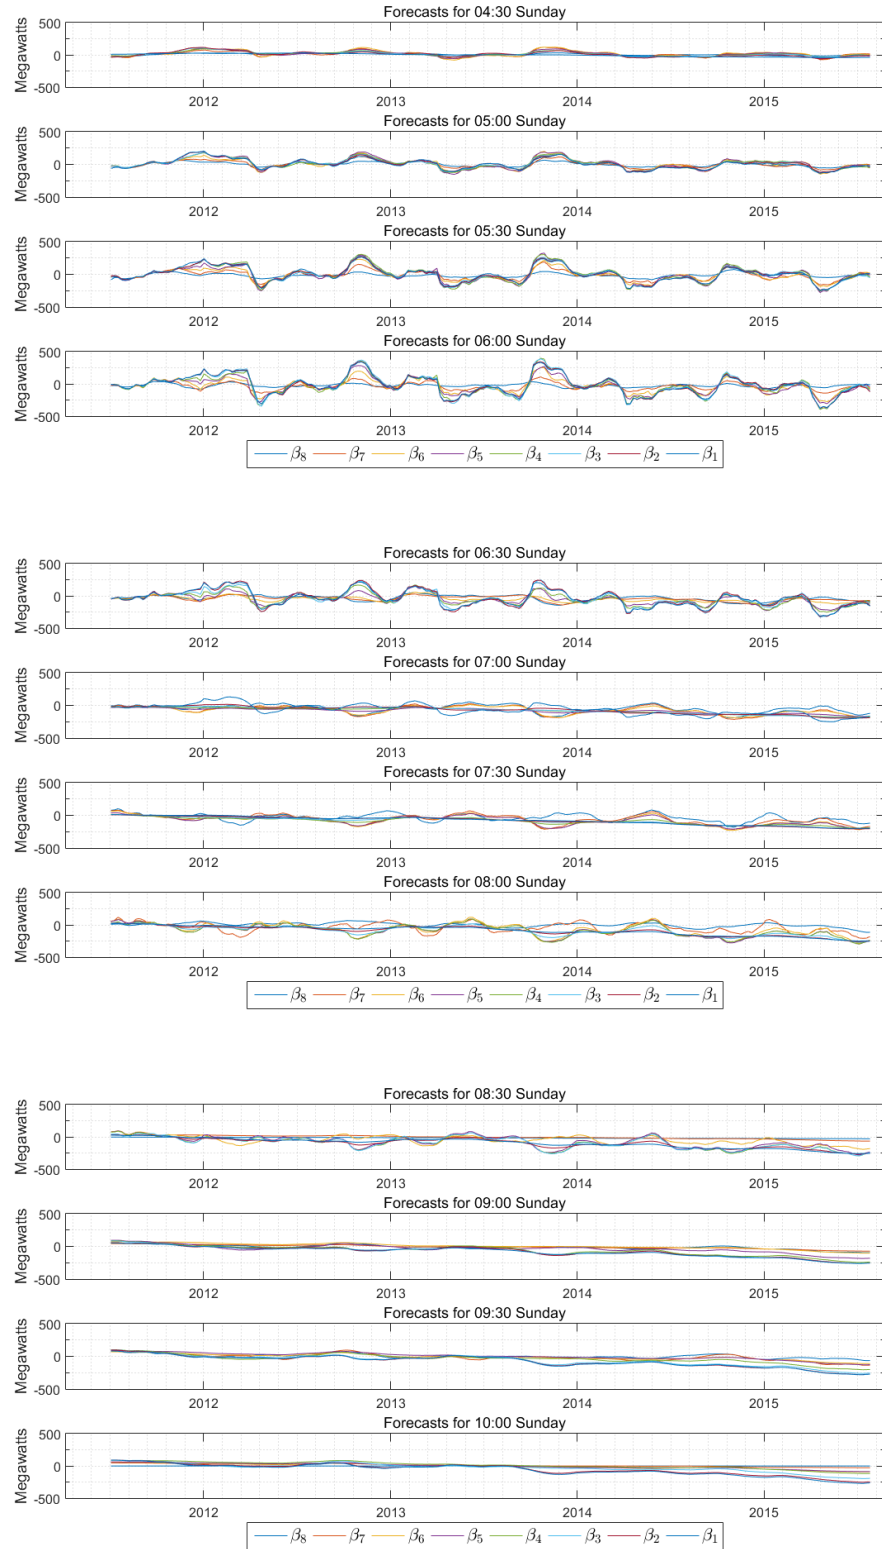 Forecasts for 04:30 Sunday
500
0
-500
Megawatts
2012 2013 2014 2015
Forecasts for 05:00 Sunday
500
0
-500
Megawatts
2012 2013 2014 2015
Forecasts for 05:30 Sunday
500
0
-500
Megawatts
2012 2013 2014 2015
Forecasts for 06:00 Sunday
500
0
-500
Megawatts
2012 2013 2014 2015
β8 β7 β6 β5 β4 β3 β2 β1
Forecasts for 06:30 Sunday
500
0
-500
Megawatts
2012 2013 2014 2015
Forecasts for 07:00 Sunday
500
0
-500
Megawatts
2012 2013 2014 2015
Forecasts for 07:30 Sunday
500
0
-500
Megawatts
2012 2013 2014 2015
Forecasts for 08:00 Sunday
500
0
-500
Megawatts
2012 2013 2014 2015
β8 β7 β6 β5 β4 β3 β2 β1
Forecasts for 08:30 Sunday
500
0
-500
Megawatts
2012 2013 2014 2015
Forecasts for 09:00 Sunday
500
0
-500
Megawatts
2012 2013 2014 2015
Forecasts for 09:30 Sunday
500
0
-500
Megawatts
2012 2013 2014 2015
Forecasts for 10:00 Sunday
500
0
-500
Megawatts
2012 2013 2014 2015
β8 β7 β6 β5 β4 β3 β2 β1